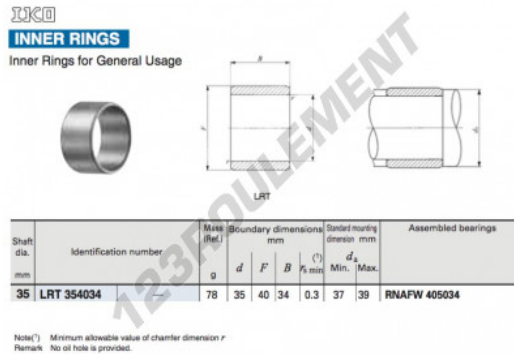 IKO
INNER RINGS
Inner Rings for General Usage
B
r
r
F
d
da
LRT
123ROULEMENT
Shaft dia. mm Identification number Mass (Ref.) g Boundary dimensions mm d F B rs min (1) Standard mounting dimension mm da Min. Max. Assembled bearings
35 LRT 354034 — 78 35 40 34 0.3 37 39 RNAFW 405034
Note(1) Minimum allowable value of chamfer dimension r
Remark No oil hole is provided.